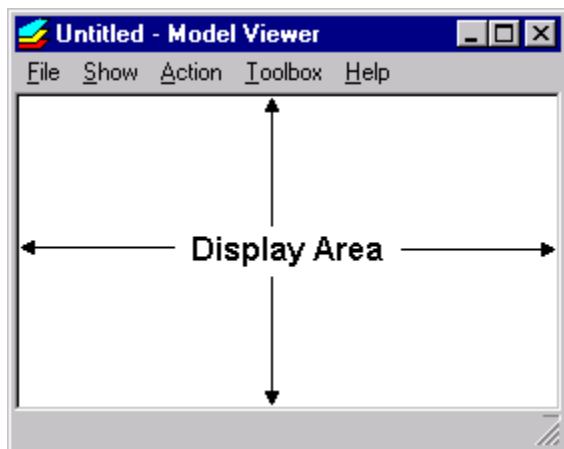 Untitled - Model Viewer
File Show Action Toolbox Help
Display Area